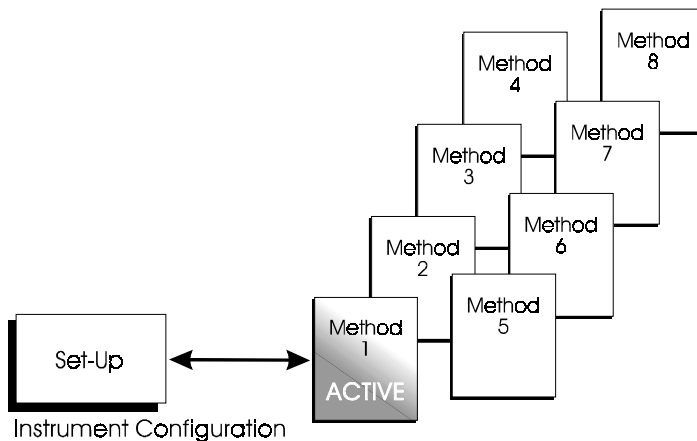 Method
8
Method
4
Method
7
Method
3
Method
6
Method
2
Method
5
Method
1
ACTIVE
Set-Up
Instrument Configuration